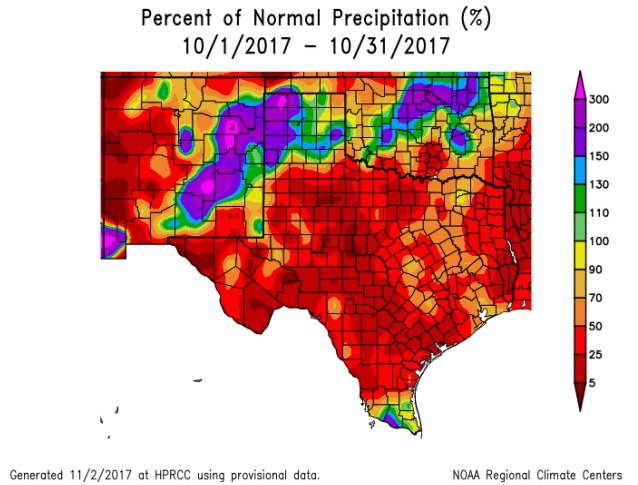 Percent of Normal Precipitation (%)
10/1/2017 – 10/31/2017
300
200
150
130
110
100
90
70
50
25
5
Generated 11/2/2017 at HPRCC using provisional data.
NOAA Regional Climate Centers